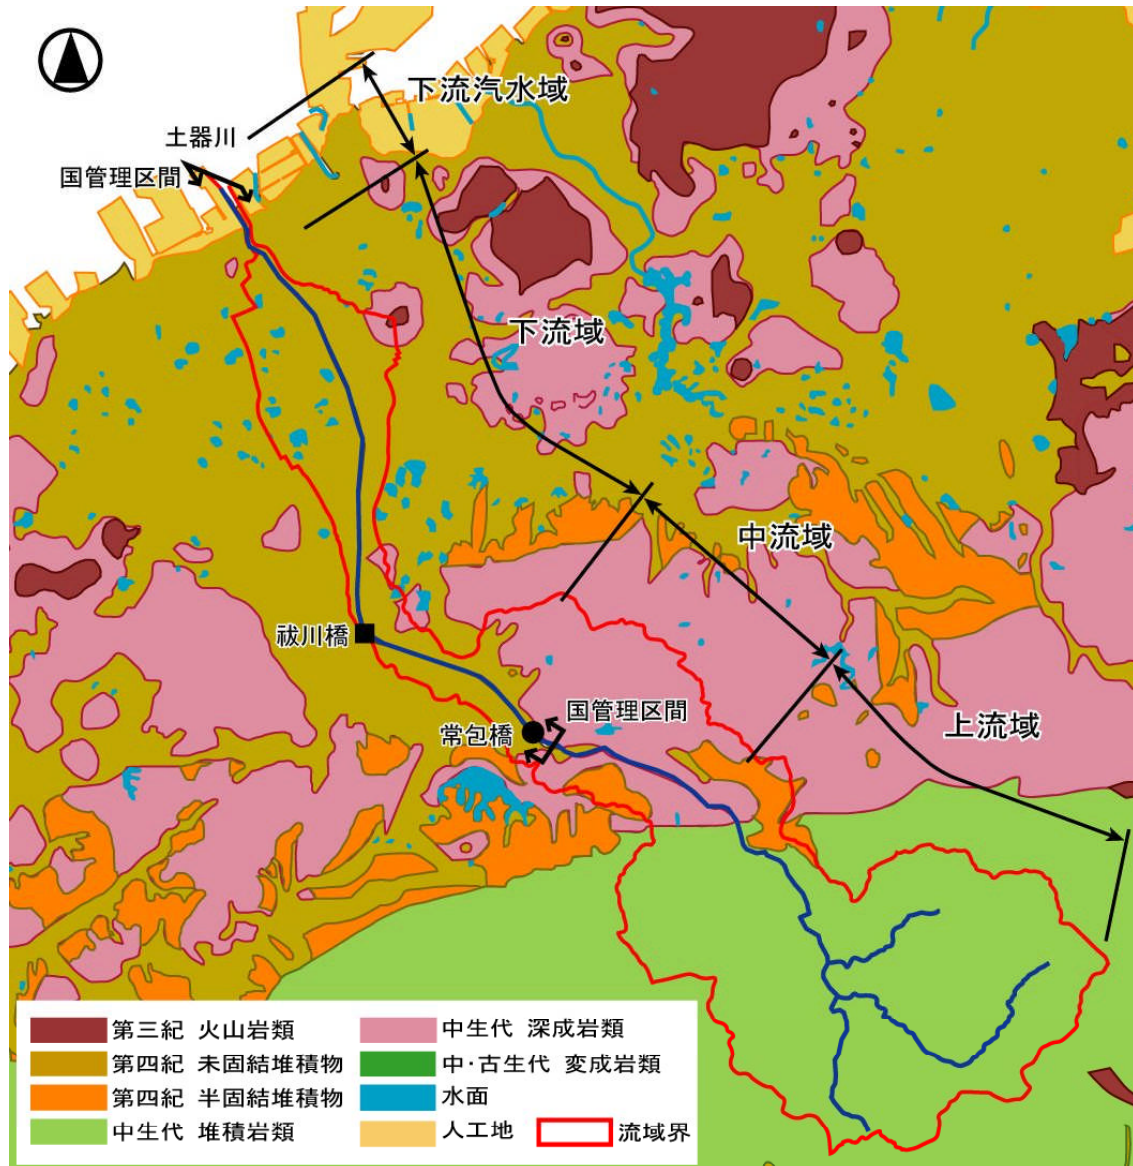 下流汽水域
土器川
国管理区間
下流域
中流域
祓川橋
国管理区間
常包橋
上流域
第三紀 火山岩類
第四紀 未固結堆積物
第四紀 半固結堆積物
中生代 堆積岩類
中生代 深成岩類
中・古生代 変成岩類
水面
人工地
流域界